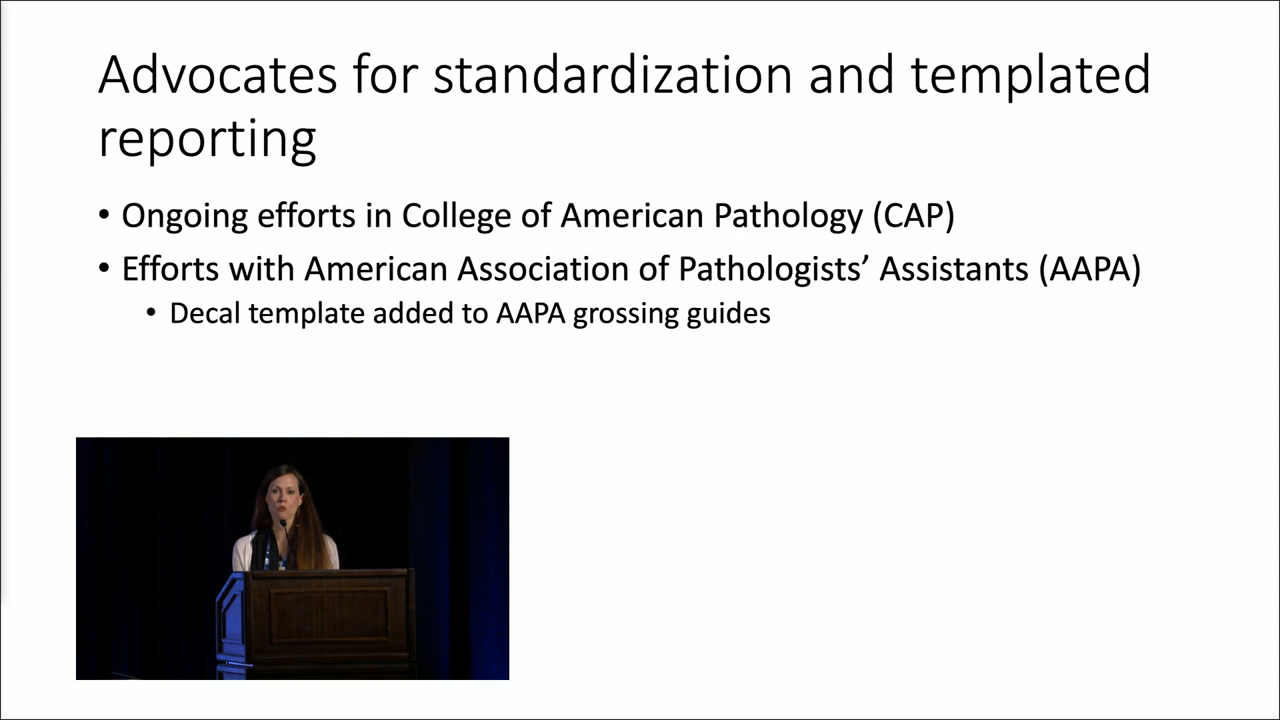 Advocates for standardization and templated
reporting
• Ongoing efforts in College of American Pathology (CAP)
• Efforts with American Association of Pathologists’ Assistants (AAPA)
• Decal template added to AAPA grossing guides